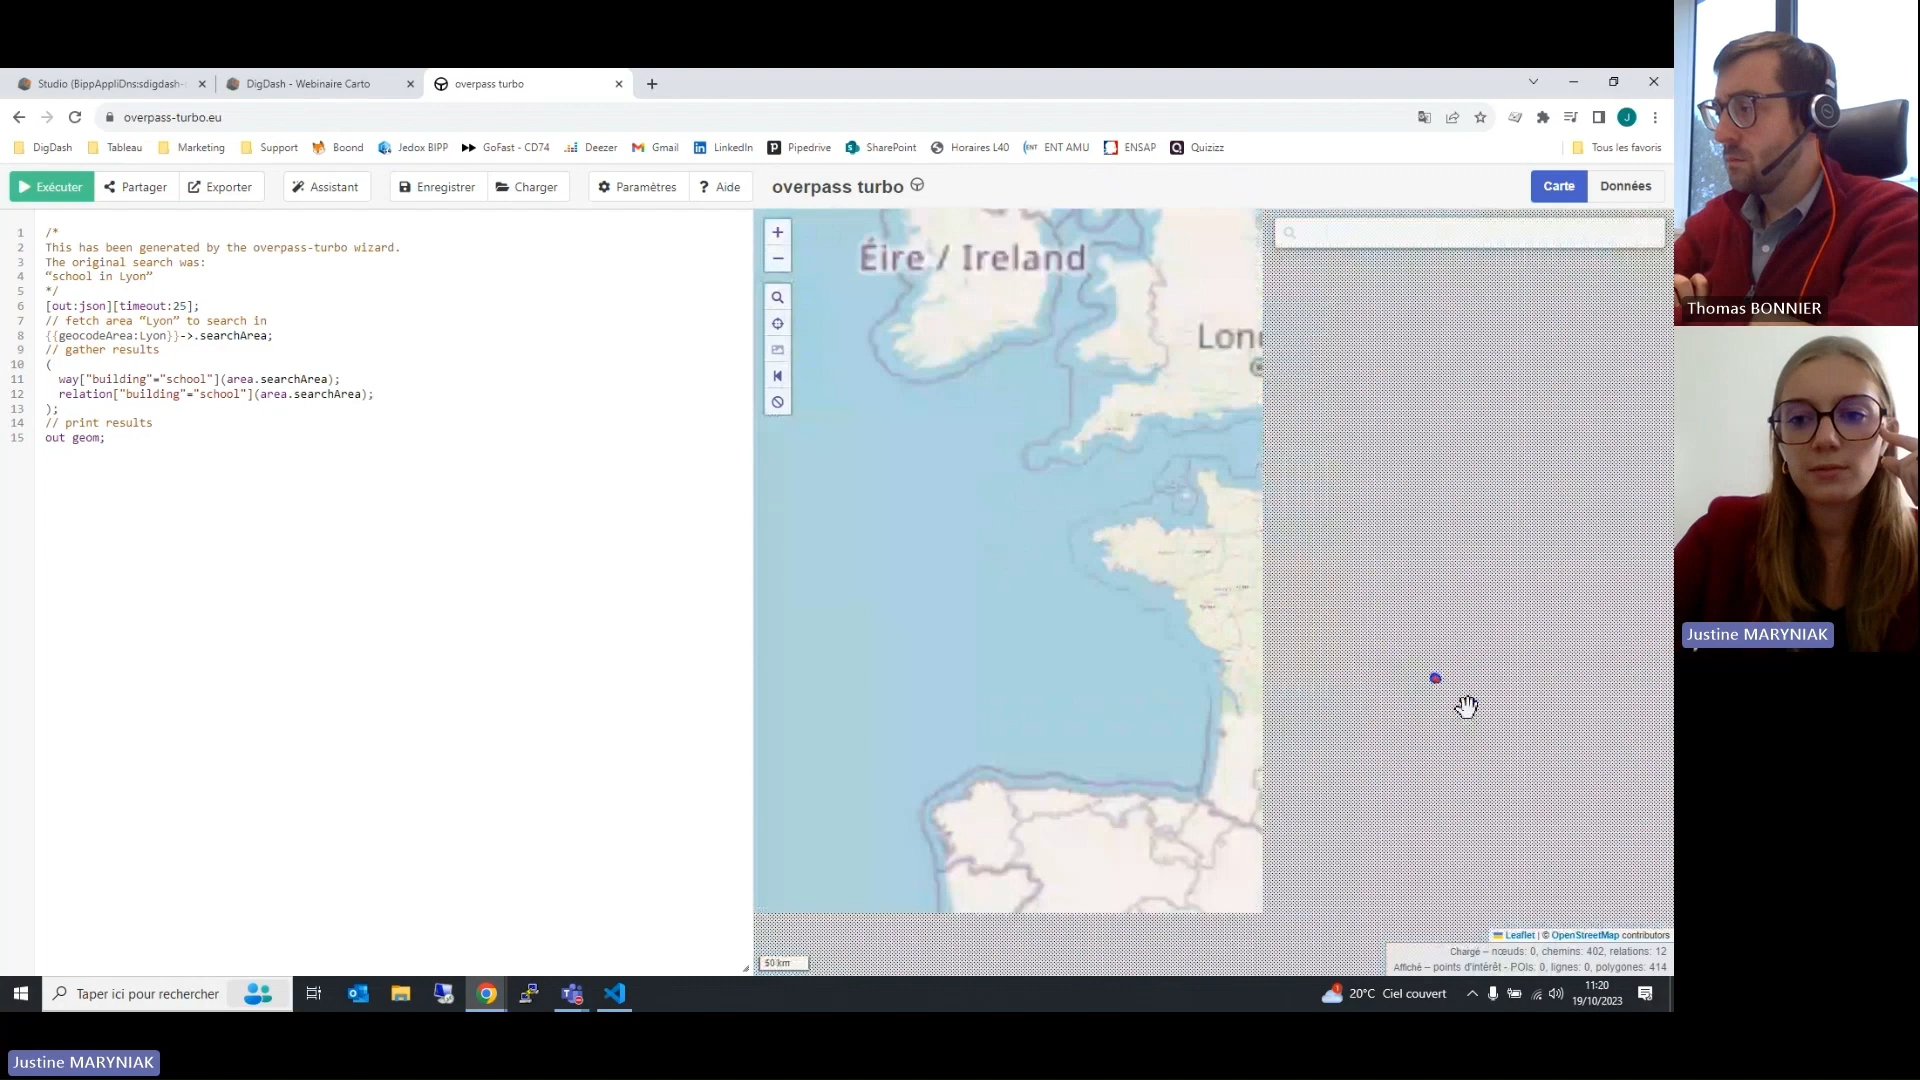 Studio (BippAppliDns:sdigdash-
DigDash - Webinaire Carto
overpass turbo
overpass-turbo.eu
J
DigDash
Tableau
Marketing
Support
Boond
Jedox BIPP
GoFast - CD74
Deezer
Gmail
LinkedIn
Pipedrive
SharePoint
Horaires L40
ENT AMU
ENSAP
Quizizz
Tous les favoris
Exécuter
Partager
Exporter
Assistant
Enregistrer
Charger
Paramètres
? Aide
overpass turbo
Carte
Données
1 /*
2 This has been generated by the overpass-turbo wizard.
3 The original search was:
4 “school in Lyon”
5 */
6 [out:json][timeout:25];
7 // fetch area “Lyon” to search in
8 {{geocodeArea:Lyon}}->.searchArea;
9 // gather results
10 (
11 way["building"="school"](area.searchArea);
12 relation["building"="school"](area.searchArea);
13 );
14 // print results
15 out geom;
+
−
Éire / Ireland
Lon
50 km
Leaflet | © OpenStreetMap contributors
Chargé – nœuds: 0, chemins: 402, relations: 12
Affiché – points d'intérêt - POIs: 0, lignes: 0, polygones: 414
Taper ici pour rechercher
20°C Ciel couvert
11:20
19/10/2023
Thomas BONNIER
Justine MARYNIAK
Justine MARYNIAK